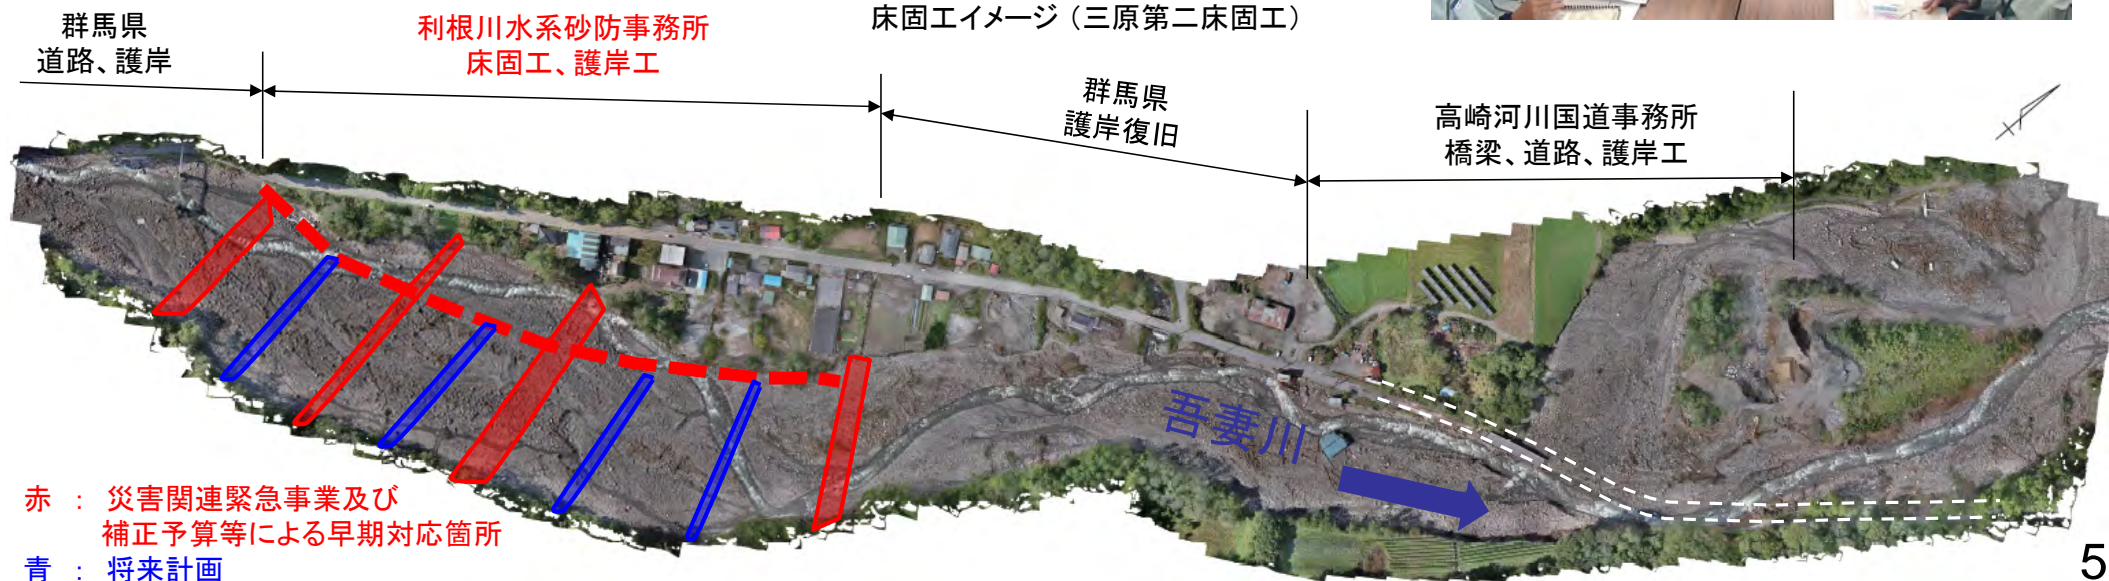 床固工イメージ（三原第二床固工）
群馬県
道路、護岸
利根川水系砂防事務所
床固工、護岸工
群馬県
護岸復旧
高崎河川国道事務所
橋梁、道路、護岸工
吾妻川
赤 ： 災害関連緊急事業及び
補正予算等による早期対応箇所
青 ： 将来計画
5